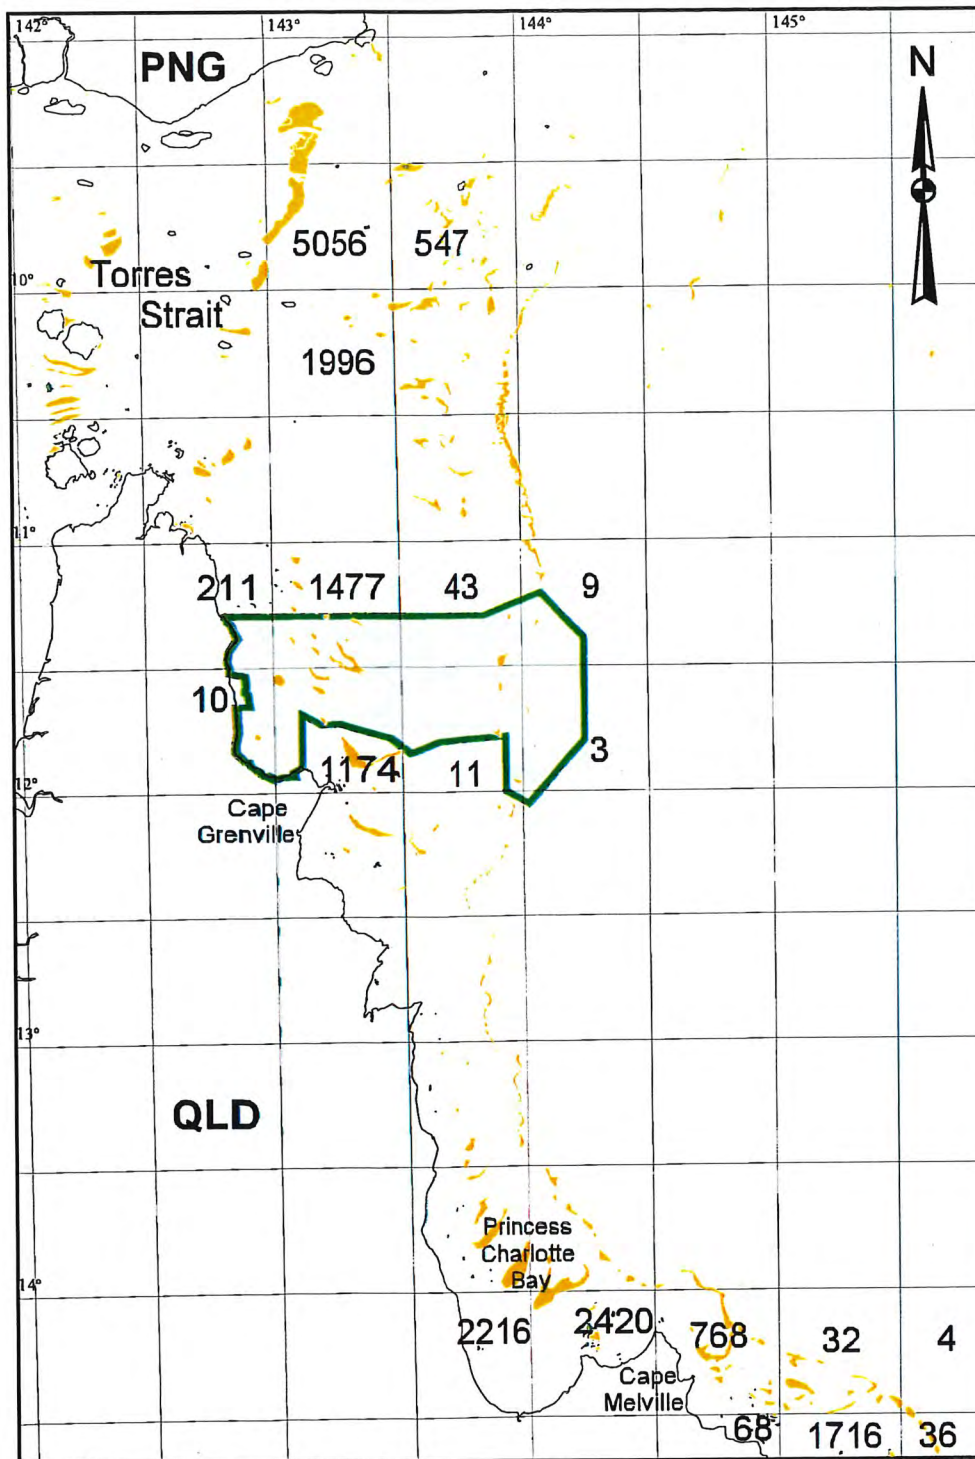 142° 143° 144° 145°
PNG
N
5056 547
10° Torres
Strait
1996
11°
211 1477 43 9
10
3
1174 11
12°
Cape
Grenville
13°
QLD
Princess
Charlotte
Bay
14°
2216 2420 768 32 4
Cape
Melville
68 1716 36